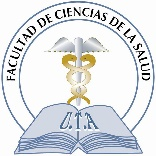 FACULTAD DE CIENCIAS DE LA SALUD
U.T.A